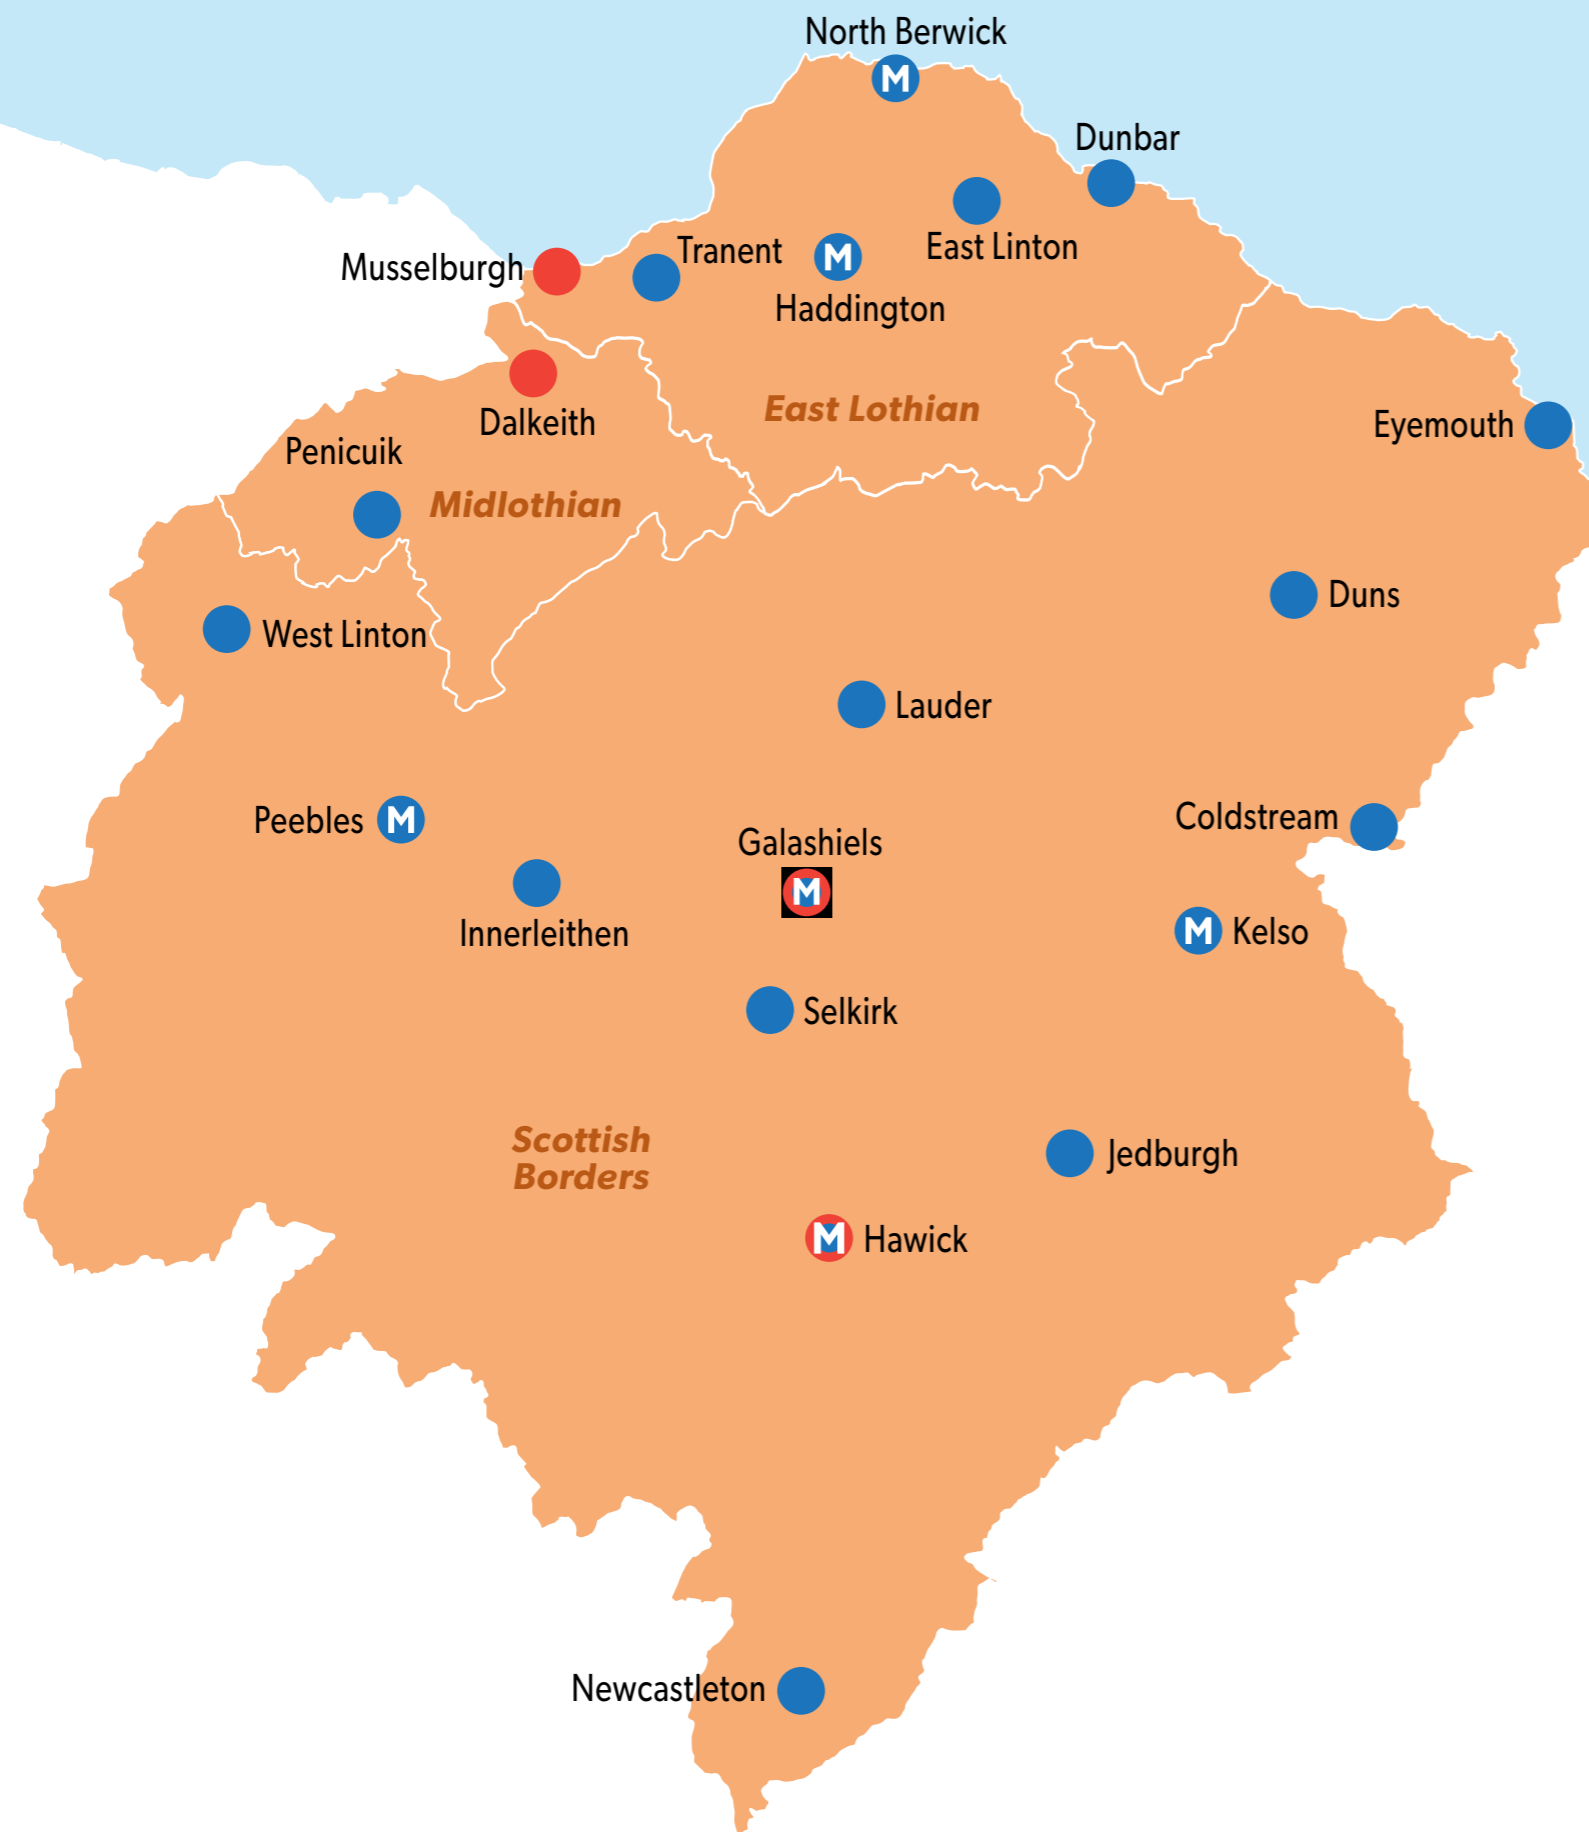 North Berwick
M
Dunbar
Musselburgh
Tranent
M
East Linton
Haddington
East Lothian
Dalkeith
Eyemouth
Penicuik
Midlothian
Duns
West Linton
Lauder
Peebles
M
Coldstream
Galashiels
M
Innerleithen
M
Kelso
Selkirk
Scottish
Borders
Jedburgh
M
Hawick
Newcastleton